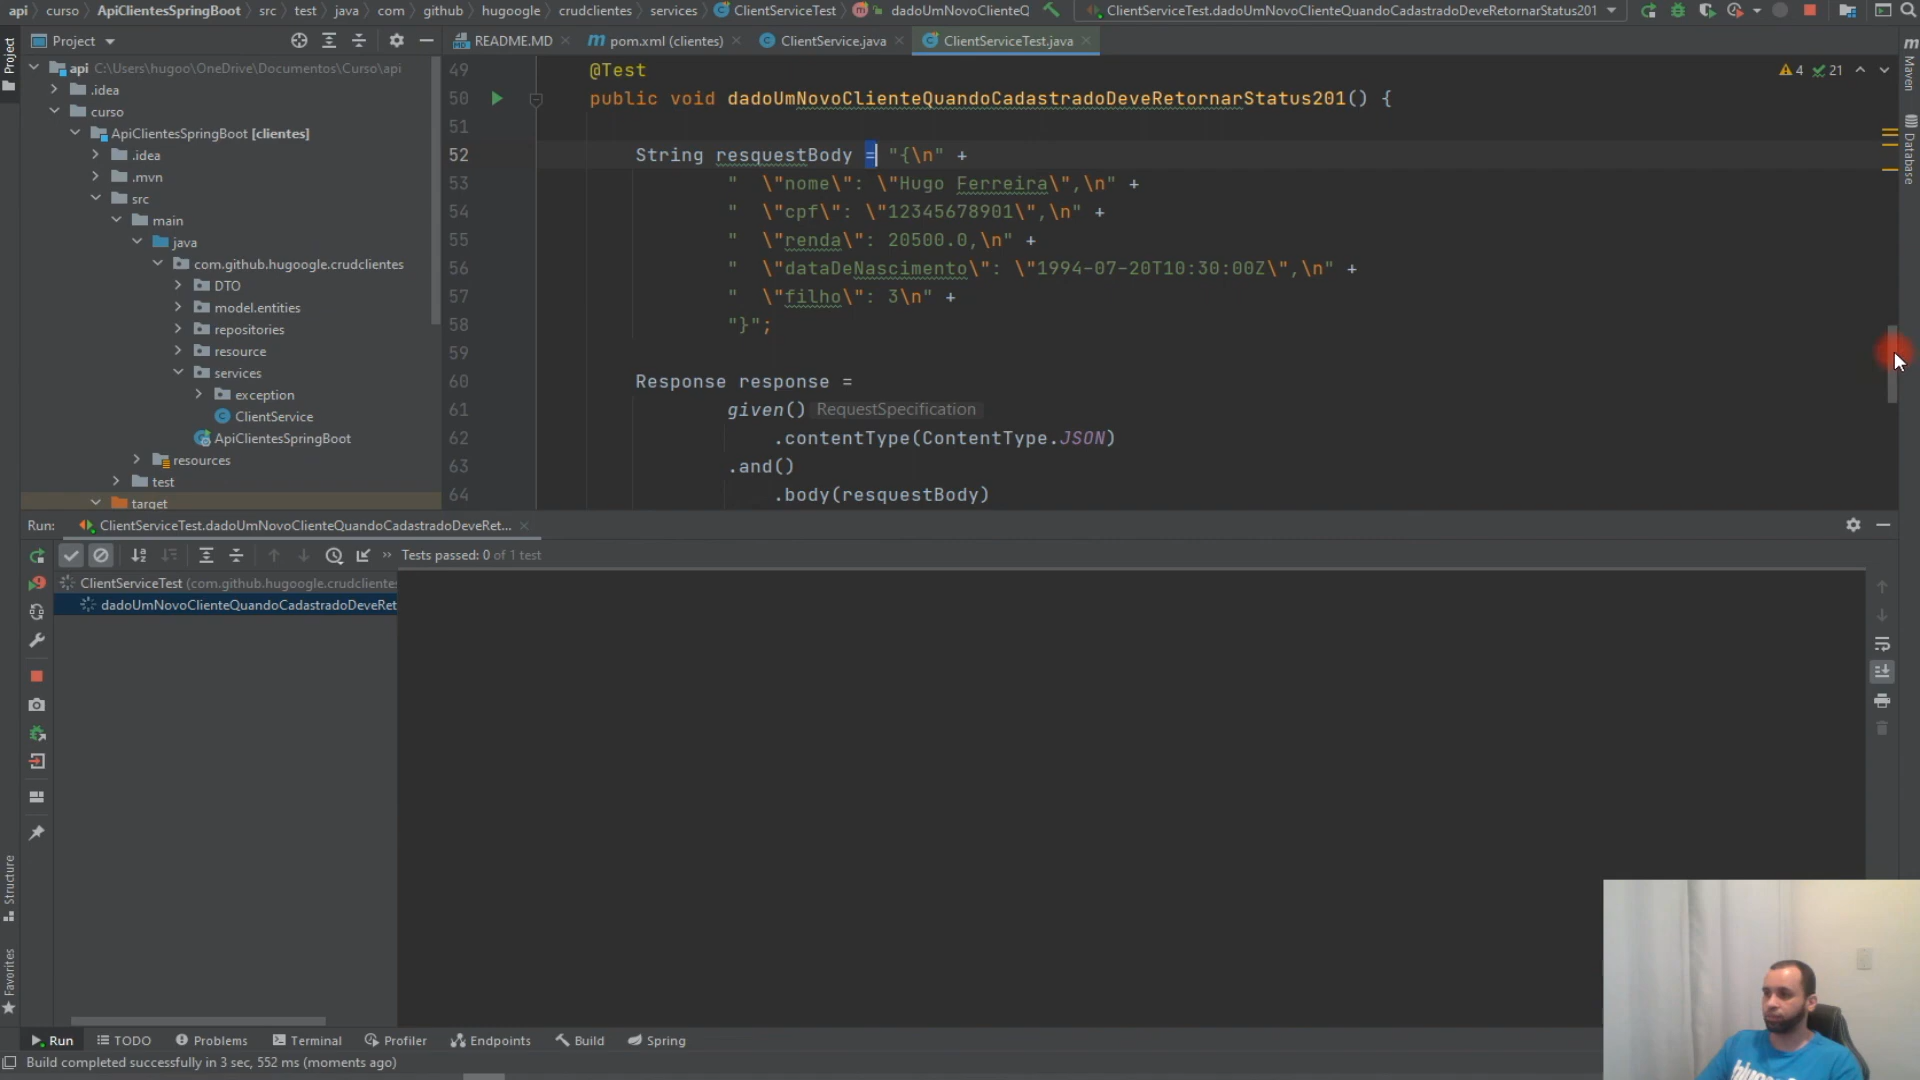 api curso ApiClientesSpringBoot src test java com github hugoogle crudclientes services ClientServiceTest dadoUmNovoClienteQ ClientServiceTest.dadoUmNovoClienteQuandoCadastradoDeveRetornarStatus201
Project README.MD pom.xml (clientes) ClientService.java ClientServiceTest.java
Project
Maven
Database
Structure
Favorites
api C:\Users\hugoo\OneDrive\Documentos\Curso\api
.idea
curso
ApiClientesSpringBoot [clientes]
.idea
.mvn
src
main
java
com.github.hugoogle.crudclientes
DTO
model.entities
repositories
resource
services
exception
ClientService
ApiClientesSpringBoot
resources
test
target
4 21
49 @Test
50 public void dadoUmNovoClienteQuandoCadastradoDeveRetornarStatus201() {
51
52 String resquestBody = "{\n" +
53 " \"nome\": \"Hugo Ferreira\",\n" +
54 " \"cpf\": \"12345678901\",\n" +
55 " \"renda\": 20500.0,\n" +
56 " \"dataDeNascimento\": \"1994-07-20T10:30:00Z\",\n" +
57 " \"filho\": 3\n" +
58 "}";
59
60 Response response =
61 given() RequestSpecification
62 .contentType(ContentType.JSON)
63 .and()
64 .body(resquestBody)
Run: ClientServiceTest.dadoUmNovoClienteQuandoCadastradoDeveRet...
Tests passed: 0 of 1 test
ClientServiceTest (com.github.hugoogle.crudclientes
dadoUmNovoClienteQuandoCadastradoDeveRet
Run TODO Problems Terminal Profiler Endpoints Build Spring
Build completed successfully in 3 sec, 552 ms (moments ago)